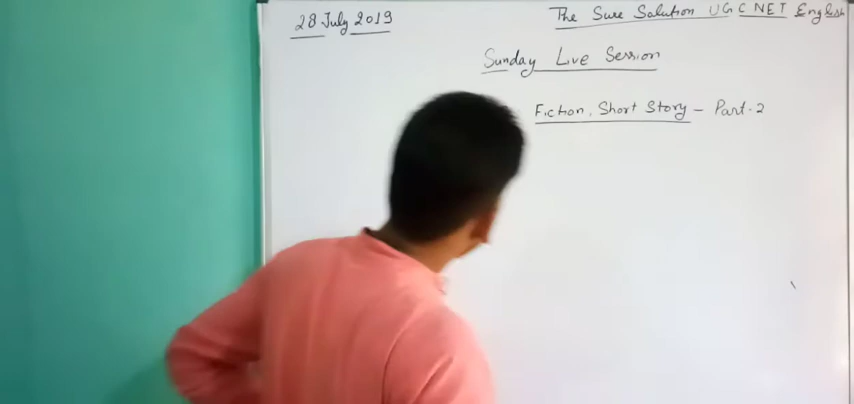 28 July 2019
The Sure Solution UGC NET English
Sunday Live Session
Fiction, Short Story - Part-2